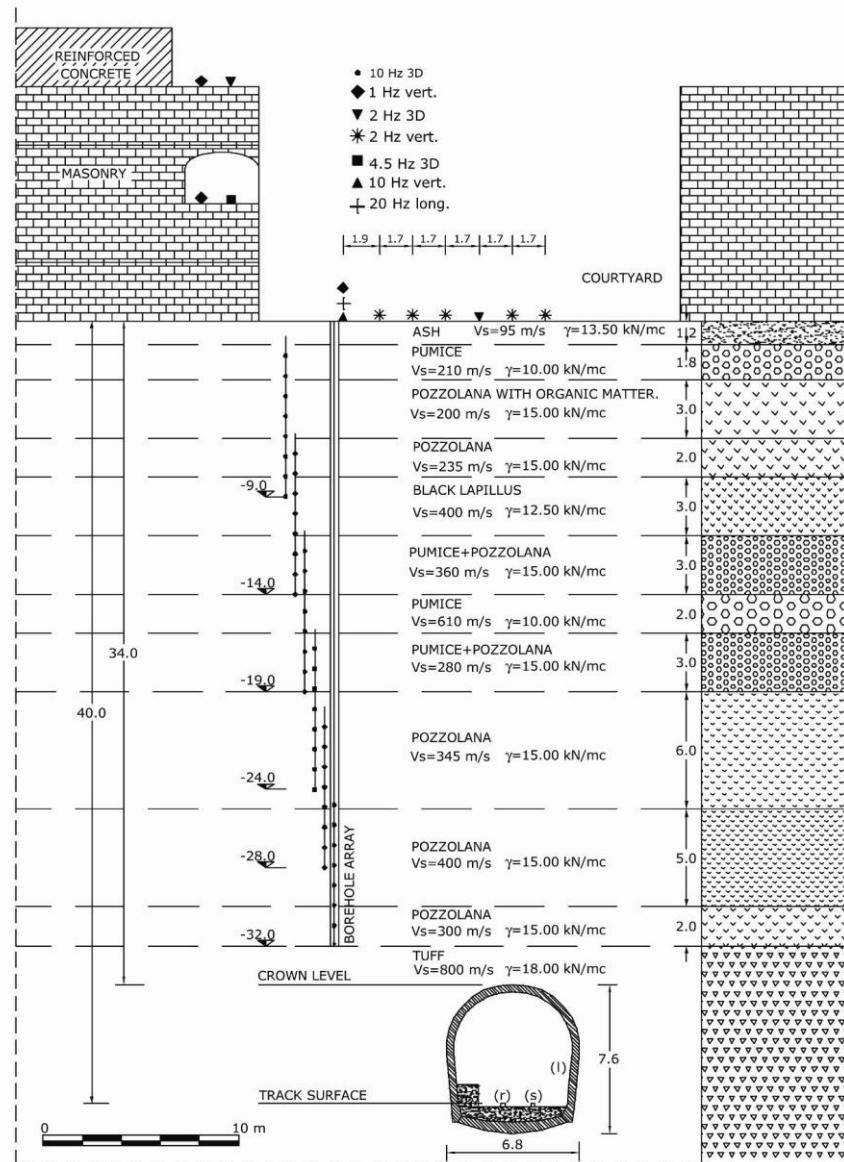 REINFORCED
CONCRETE
MASONRY
10 Hz 3D
1 Hz vert.
2 Hz 3D
2 Hz vert.
4.5 Hz 3D
10 Hz vert.
20 Hz long.
1.9 1.7 1.7 1.7 1.7 1.7
COURTYARD
ASH Vs=95 m/s γ=13.50 kN/mc 1.2
PUMICE
Vs=210 m/s γ=10.00 kN/mc 1.8
POZZOLANA WITH ORGANIC MATTER.
Vs=200 m/s γ=15.00 kN/mc 3.0
POZZOLANA
Vs=235 m/s γ=15.00 kN/mc 2.0
-9.0
BLACK LAPILLUS
Vs=400 m/s γ=12.50 kN/mc 3.0
PUMICE+POZZOLANA
Vs=360 m/s γ=15.00 kN/mc 3.0
-14.0
PUMICE
Vs=610 m/s γ=10.00 kN/mc 2.0
PUMICE+POZZOLANA
Vs=280 m/s γ=15.00 kN/mc 3.0
34.0
-19.0
40.0
POZZOLANA
Vs=345 m/s γ=15.00 kN/mc 6.0
-24.0
POZZOLANA
Vs=400 m/s γ=15.00 kN/mc 5.0
-28.0
BOREHOLE ARRAY
POZZOLANA
Vs=300 m/s γ=15.00 kN/mc 2.0
-32.0
TUFF
Vs=800 m/s γ=18.00 kN/mc
CROWN LEVEL
(l)
7.6
TRACK SURFACE
(r) (s)
0 10 m
6.8